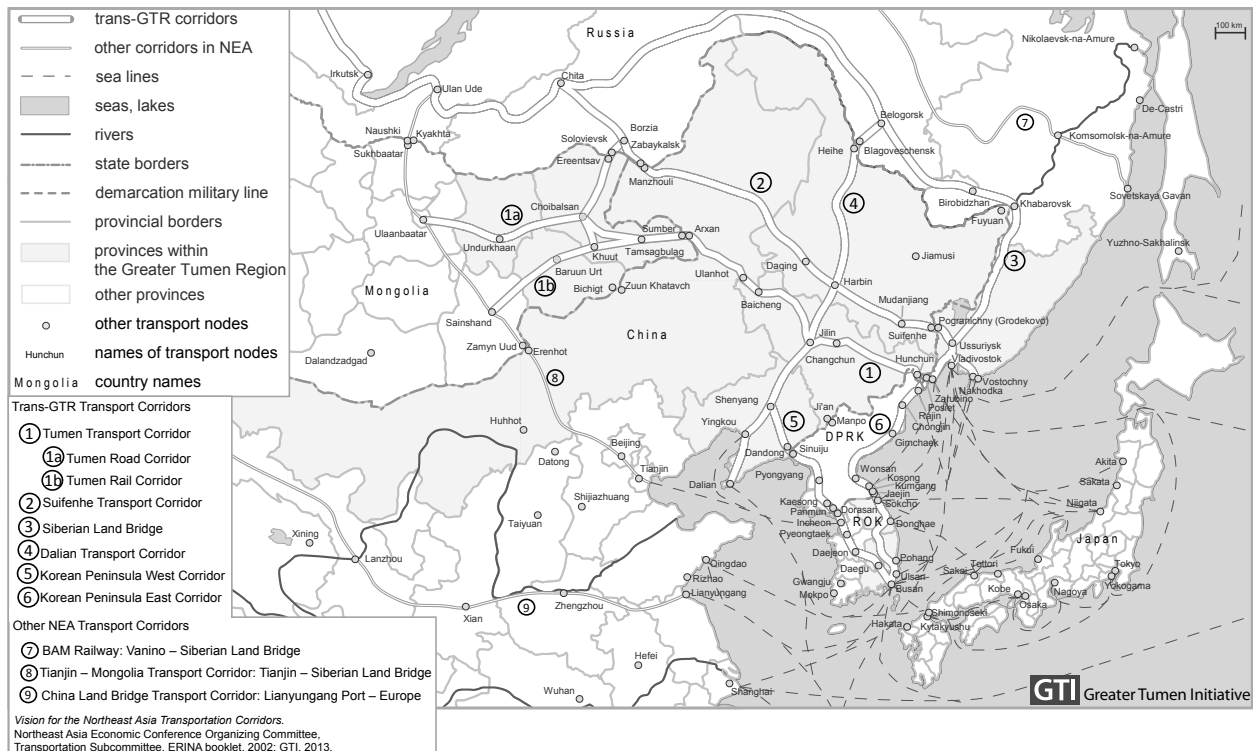 trans-GTR corridors
other corridors in NEA
sea lines
seas, lakes
rivers
state borders
demarcation military line
provincial borders
provinces within
the Greater Tumen Region
other provinces
other transport nodes
Hunchun names of transport nodes
Mongolia country names
Trans-GTR Transport Corridors
1 Tumen Transport Corridor
1a Tumen Road Corridor
1b Tumen Rail Corridor
2 Suifenhe Transport Corridor
3 Siberian Land Bridge
4 Dalian Transport Corridor
5 Korean Peninsula West Corridor
6 Korean Peninsula East Corridor
Other NEA Transport Corridors
7 BAM Railway: Vanino – Siberian Land Bridge
8 Tianjin – Mongolia Transport Corridor: Tianjin – Siberian Land Bridge
9 China Land Bridge Transport Corridor: Lianyungang Port – Europe
Vision for the Northeast Asia Transportation Corridors.
Northeast Asia Economic Conference Organizing Committee,
Transportation Subcommittee, ERINA booklet, 2002; GTI, 2013.
100 km
Russia
Nikolaevsk-na-Amure
Irkutsk
Chita
Ulan Ude
De-Castri
Belogorsk
7
Komsomolsk-na-Amure
Naushki
Kyakhta
Sukhbaatar
Solovievsk
Borzia
Zabaykalsk
Ereentsav
Manzhouli
Heihe
Blagoveschensk
2
4
Birobidzhan
Khabarovsk
Fuyuan
Sovetskaya Gavan
Choibalsan
1a
Ulaanbaatar
Undurkhaan
Sumber
Arxan
Khuut
Tamsagbulag
Yuzhno-Sakhalinsk
3
Jiamusi
Daqing
Ulanhot
Baruun Urt
1b
Bichigt
Zuun Khatavch
Harbin
Mongolia
Baicheng
Mudanjiang
Sainshand
China
Suifenhe
Pogranichny (Grodekovo)
Jilin
Ussuriysk
Zamyn Uud
Erenhot
Dalandzadgad
Changchun
Hunchun
Vladivostok
8
1
Vostochny
Nakhodka
Zarubino
Posiet
Rajin
Chongjin
Shenyang
Ji'an
Manpo
Yingkou
5
6
DPRK
Gimchaek
Huhhot
Beijing
Datong
Dandong
Sinuiju
Tianjin
Dalian
Pyongyang
Wonsan
Kosong
Kumgang
Jaejin
Sokcho
Akita
Sakata
Shijiazhuang
Kaesong
Panmun
Dorasan
Incheon
ROK
Niigata
Taiyuan
Pyeongtaek
Donghae
Xining
Japan
Lanzhou
Daejeon
Pohang
Fukui
Qingdao
Daegu
Tottori
Sakai
Tokyo
Rizhao
Gwangju
Ulsan
Kobe
Yokogama
Lianyungang
Mokpo
Busan
Nagoya
Osaka
9
Zhengzhou
Xian
Shimonoseki
Hakata
Kytakyushu
Hefei
Wuhan
Shanghai
GTI Greater Tumen Initiative